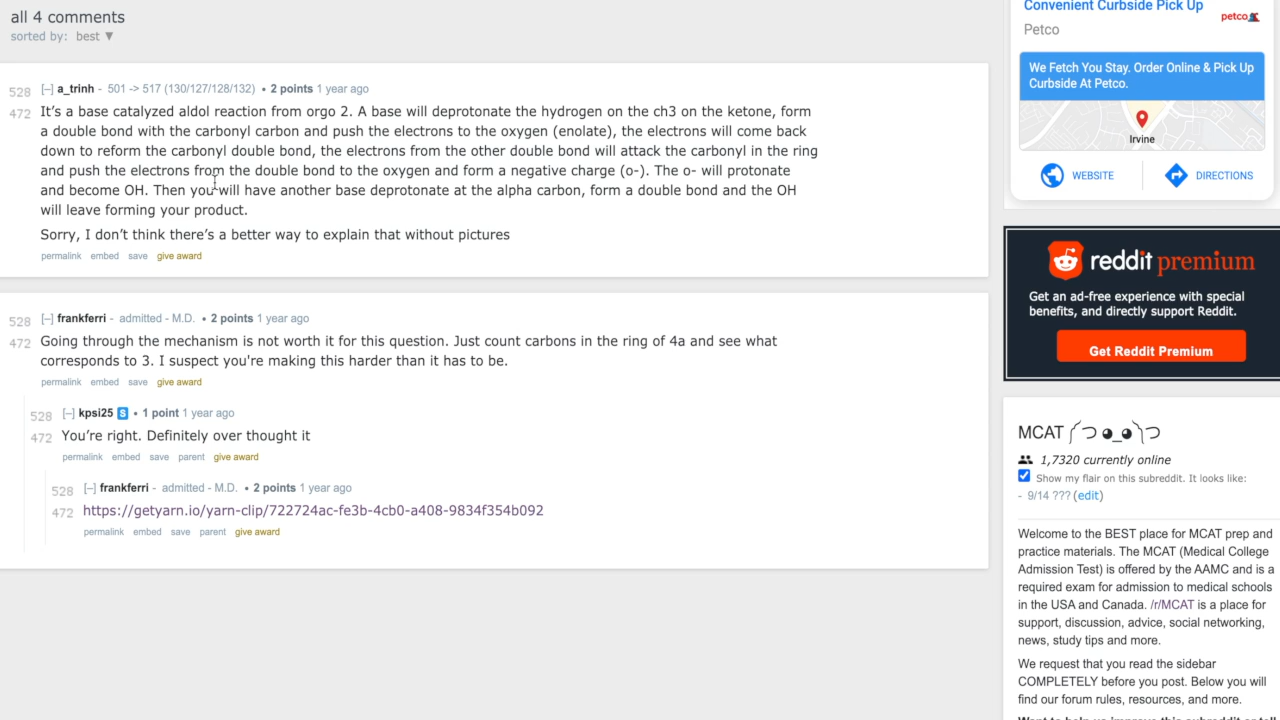 all 4 comments
sorted by: best ▼
528
472
[–] a_trinh - 501 -> 517 (130/127/128/132) • 2 points 1 year ago
It’s a base catalyzed aldol reaction from orgo 2. A base will deprotonate the hydrogen on the ch3 on the ketone, form
a double bond with the carbonyl carbon and push the electrons to the oxygen (enolate), the electrons will come back
down to reform the carbonyl double bond, the electrons from the other double bond will attack the carbonyl in the ring
and push the electrons from the double bond to the oxygen and form a negative charge (o-). The o- will protonate
and become OH. Then you will have another base deprotonate at the alpha carbon, form a double bond and the OH
will leave forming your product.
Sorry, I don’t think there’s a better way to explain that without pictures
permalink embed save give award
528
472
[–] frankferri - admitted - M.D. • 2 points 1 year ago
Going through the mechanism is not worth it for this question. Just count carbons in the ring of 4a and see what
corresponds to 3. I suspect you're making this harder than it has to be.
permalink embed save give award
528
472
[–] kpsi25 S • 1 point 1 year ago
You’re right. Definitely over thought it
permalink embed save parent give award
528
472
[–] frankferri - admitted - M.D. • 2 points 1 year ago
https://getyarn.io/yarn-clip/722724ac-fe3b-4cb0-a408-9834f354b092
permalink embed save parent give award
Convenient Curbside Pick Up
Petco
petco
We Fetch You Stay. Order Online & Pick Up
Curbside At Petco.
Irvine
WEBSITE DIRECTIONS
reddit premium
Get an ad-free experience with special
benefits, and directly support Reddit.
Get Reddit Premium
MCAT ༼つ ◕_◕༽つ
1,7320 currently online
Show my flair on this subreddit. It looks like:
- 9/14 ??? (edit)
Welcome to the BEST place for MCAT prep and
practice materials. The MCAT (Medical College
Admission Test) is offered by the AAMC and is a
required exam for admission to medical schools
in the USA and Canada. /r/MCAT is a place for
support, discussion, advice, social networking,
news, study tips and more.
We request that you read the sidebar
COMPLETELY before you post. Below you will
find our forum rules, resources, and more.
Want to help us improve this subreddit or tell